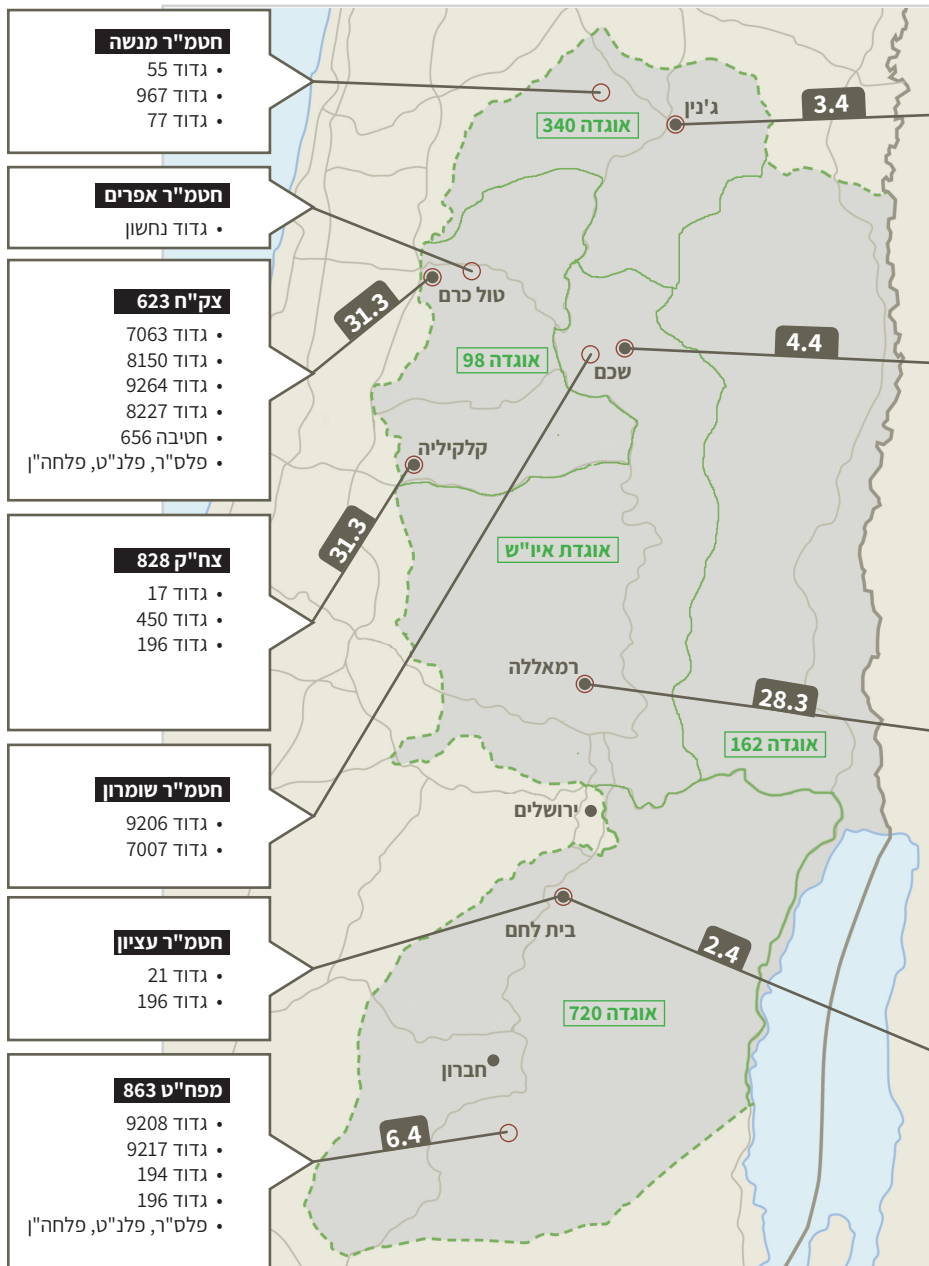 חטמ"ר מנשה
• גדוד 55
• גדוד 967
• גדוד 77
חטמ"ר אפרים
• גדוד נחשון
צק"ח 623
• גדוד 7063
• גדוד 8150
• גדוד 9264
• גדוד 8227
• חטיבה 656
• פלס"ר, פלנ"ט, פלחה"ן
צח"ק 828
• גדוד 17
• גדוד 450
• גדוד 196
חטמ"ר שומרון
• גדוד 9206
• גדוד 7007
חטמ"ר עציון
• גדוד 21
• גדוד 196
מפח"ט 863
• גדוד 9208
• גדוד 9217
• גדוד 194
• גדוד 196
• פלס"ר, פלנ"ט, פלחה"ן
ג'נין
3.4
אוגדה 340
טול כרם
31.3
4.4
אוגדה 98
שכם
קלקיליה
31.3
אוגדת איו"ש
רמאללה
28.3
אוגדה 162
ירושלים
בית לחם
2.4
אוגדה 720
חברון
6.4